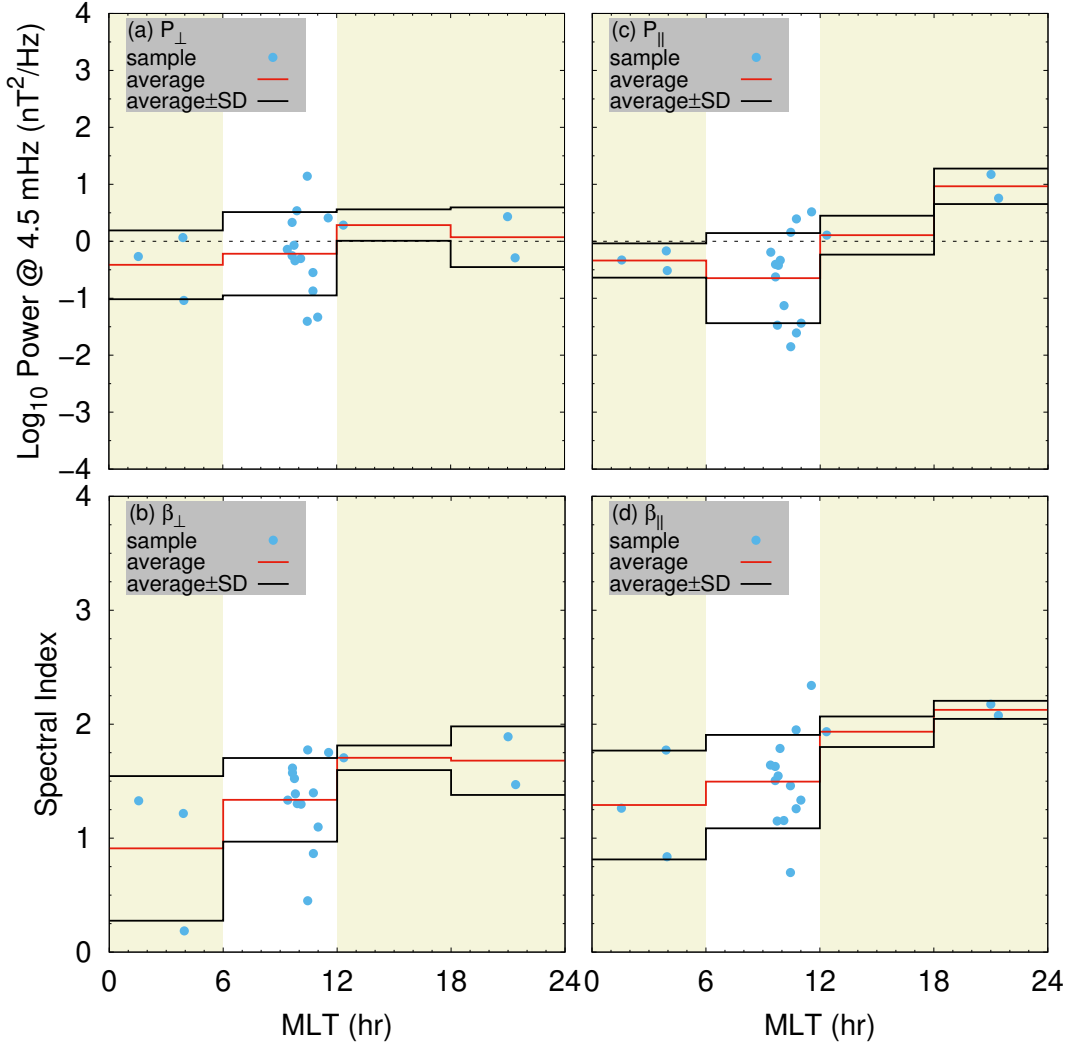 (a) P⊥
sample
average
average±SD
(c) P||
sample
average
average±SD
Log10 Power @ 4.5 mHz (nT2/Hz)
4
3
2
1
0
−1
−2
−3
−4
(b) β⊥
sample
average
average±SD
(d) β||
sample
average
average±SD
Spectral Index
4
3
2
1
0
0 6 12 18 24
0 6 12 18 24
MLT (hr)
MLT (hr)